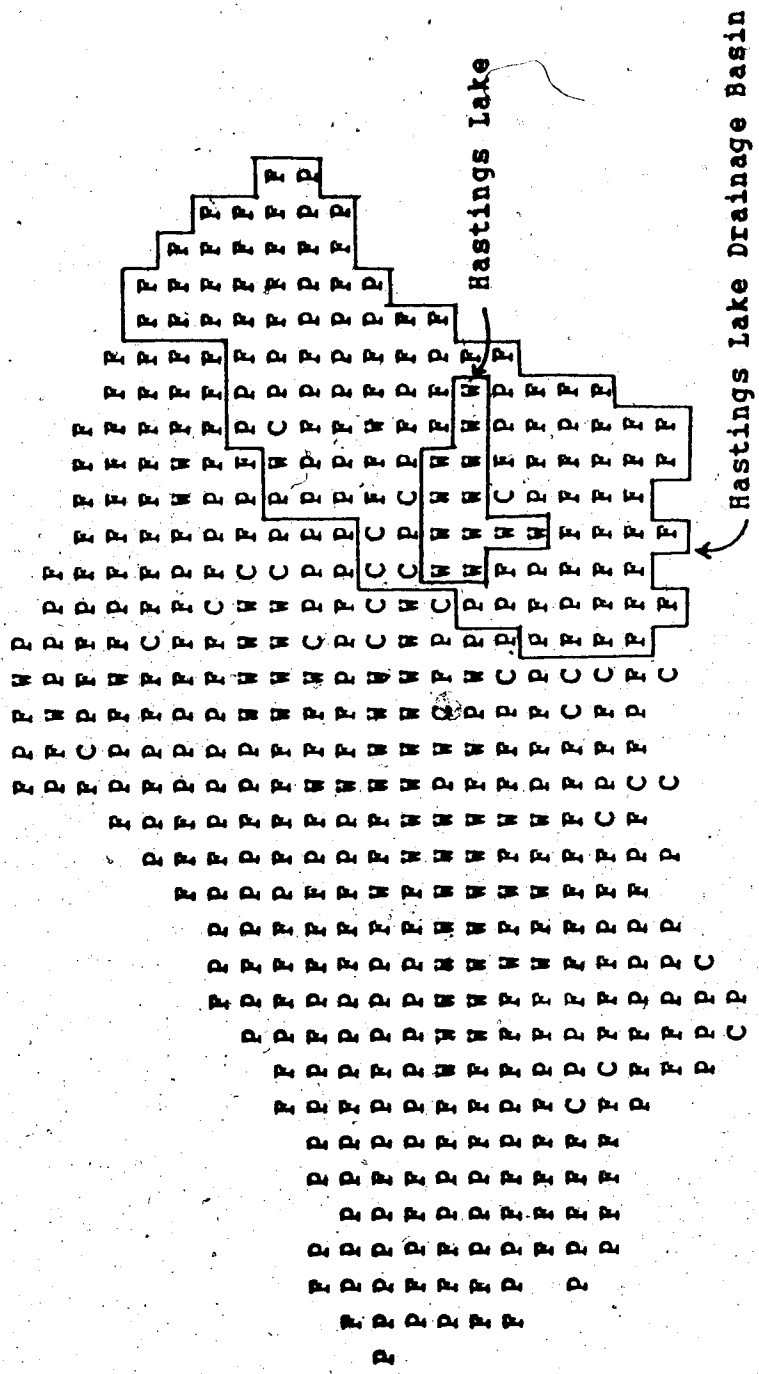 F P F W P
P F W P P P F
F C P F F F F F F F F
F P P F W F P F F F F F F F
P P F P F F C F F F F F F F F F F
F F F P P P F F F P F W W F F F F F F
F P P P F P P P P F F C F P P F F F F F F F F
P P F P P P P P P W W W W C F P F P P P F F F F
F F P F F F P F F F F W W W W C P P W C P P F F F F F
F P P P P P F P F F F P F W F F W C P P P P P F P P P P F P P
F P P P P P F P P P F F F P P W F F P P F P P P P F P F P F F P
P P P P P F P P F P P P F W F F W W W W C C C C F F W F P P P
P F P F F P P P P P P F F W W W W W W W W C P C P F P F F
P F F P P F F W W W W W W W W P W C F P C W W W W F F P F
F F P P P F F F W W W W W W W F W P W P P W W W W W W F
F P P F F P P F F F W F W F W F P P C P P F W C F P P F
F F F F F P F F W F W F W P F F P P F P W P P F F
P P F F F C P P F F F F F F F F C C F P F F F F P F
P F F F F C F F F P F F C P C F C F F F F F F F F
P F F P P P F P F C F P F F F F F F F F
F F P P P P C C F F F F
P P P C
C P
Hastings Lake
Hastings Lake Drainage Basin